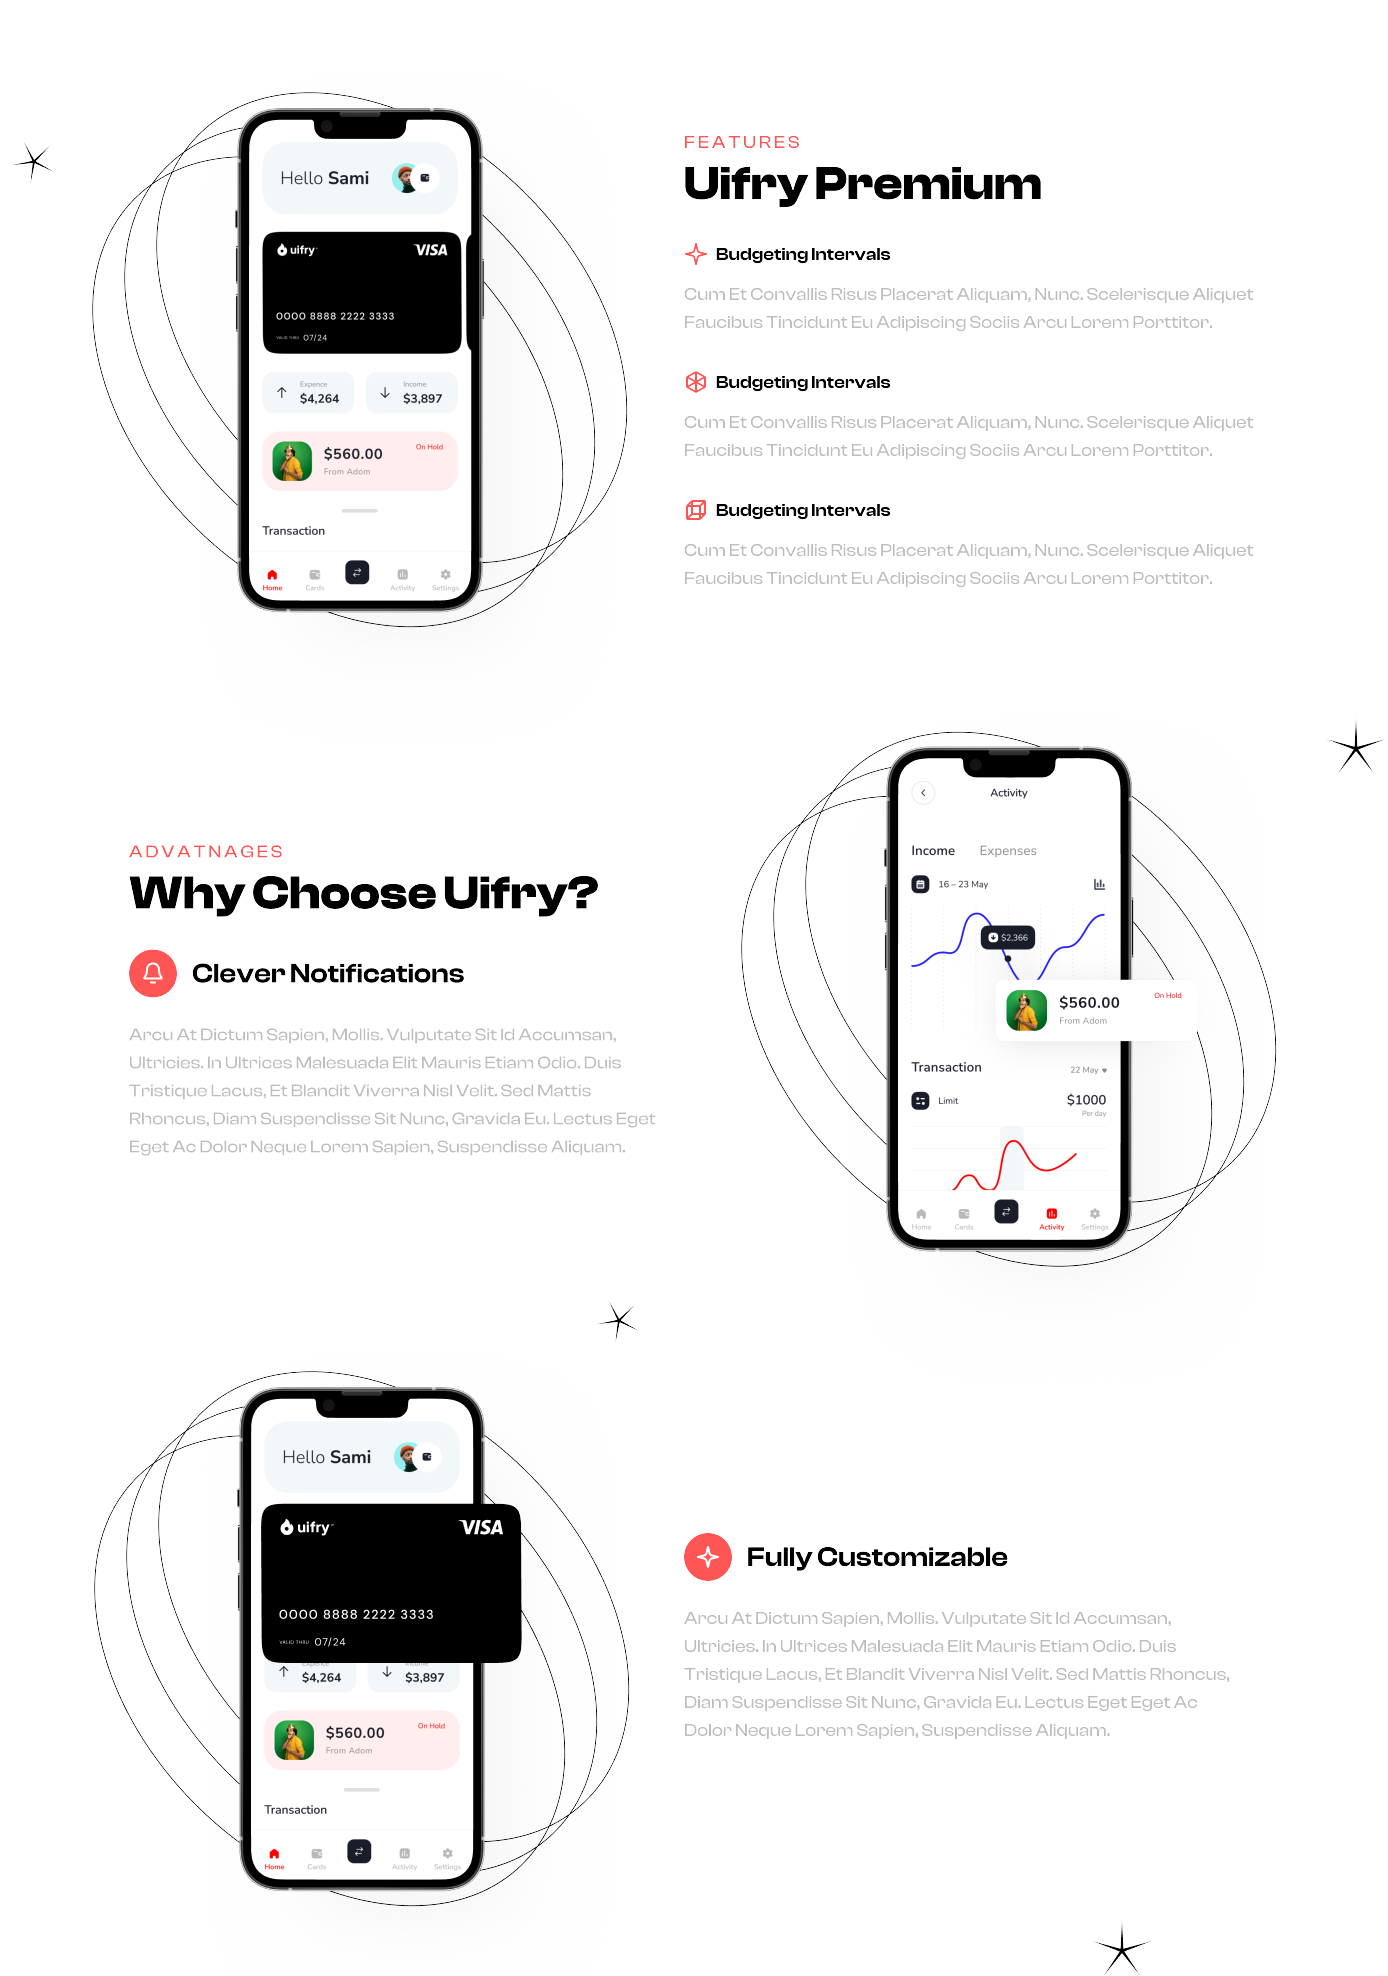 Hello Sami
uifry
VISA
0000 8888 2222 3333
VALID THRU 07/24
Expence
$4,264
Income
$3,897
$560.00
On Hold
From Adom
Transaction
Home
Cards
Activity
Settings
FEATURES
Uifry Premium
Budgeting Intervals
Cum Et Convallis Risus Placerat Aliquam, Nunc. Scelerisque Aliquet
Faucibus Tincidunt Eu Adipiscing Sociis Arcu Lorem Porttitor.
Budgeting Intervals
Cum Et Convallis Risus Placerat Aliquam, Nunc. Scelerisque Aliquet
Faucibus Tincidunt Eu Adipiscing Sociis Arcu Lorem Porttitor.
Budgeting Intervals
Cum Et Convallis Risus Placerat Aliquam, Nunc. Scelerisque Aliquet
Faucibus Tincidunt Eu Adipiscing Sociis Arcu Lorem Porttitor.
ADVATNAGES
Why Choose Uifry?
Clever Notifications
Arcu At Dictum Sapien, Mollis. Vulputate Sit Id Accumsan,
Ultricies. In Ultrices Malesuada Elit Mauris Etiam Odio. Duis
Tristique Lacus, Et Blandit Viverra Nisl Velit. Sed Mattis
Rhoncus, Diam Suspendisse Sit Nunc, Gravida Eu. Lectus Eget
Eget Ac Dolor Neque Lorem Sapien, Suspendisse Aliquam.
Activity
Income
Expenses
16 – 23 May
$2,366
$560.00
On Hold
From Adom
Transaction
22 May
Limit
$1000
Per day
Home
Cards
Activity
Settings
Hello Sami
uifry
VISA
0000 8888 2222 3333
VALID THRU 07/24
$4,264
$3,897
$560.00
On Hold
From Adom
Transaction
Home
Cards
Activity
Settings
Fully Customizable
Arcu At Dictum Sapien, Mollis. Vulputate Sit Id Accumsan,
Ultricies. In Ultrices Malesuada Elit Mauris Etiam Odio. Duis
Tristique Lacus, Et Blandit Viverra Nisl Velit. Sed Mattis Rhoncus,
Diam Suspendisse Sit Nunc, Gravida Eu. Lectus Eget Eget Ac
Dolor Neque Lorem Sapien, Suspendisse Aliquam.